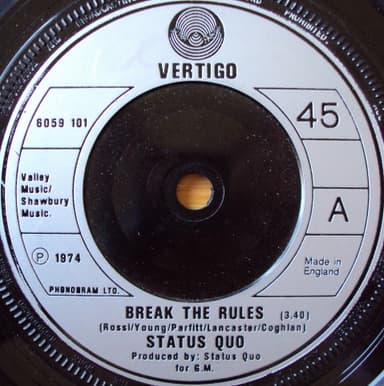 VERTIGO
6059 101
45
Valley
Music/
Shawbury
Music.
A
Ⓟ 1974
Made in
England
PHONOGRAM LTD.
BREAK THE RULES (3.40)
(Rossi/Young/Parfitt/Lancaster/Coghlan)
STATUS QUO
Produced by: Status Quo
for G.M.